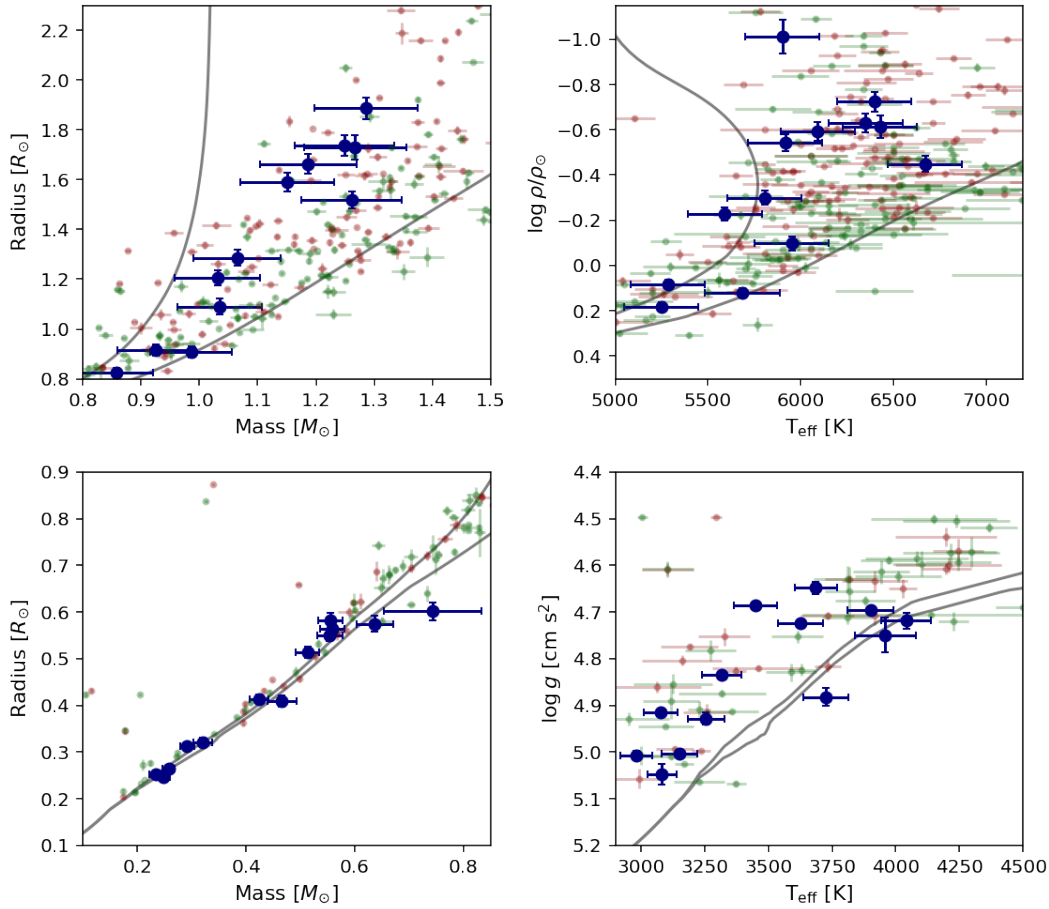 2.2
2.0
1.8
1.6
1.4
1.2
1.0
0.8
Radius [R⊙]
0.8 0.9 1.0 1.1 1.2 1.3 1.4 1.5
Mass [M⊙]
−1.0
−0.8
−0.6
−0.4
−0.2
0.0
0.2
0.4
log ρ/ρ⊙
5000 5500 6000 6500 7000
Teff [K]
0.9
0.8
0.7
0.6
0.5
0.4
0.3
0.2
0.1
Radius [R⊙]
0.2 0.4 0.6 0.8
Mass [M⊙]
4.4
4.5
4.6
4.7
4.8
4.9
5.0
5.1
5.2
log g [cm s²]
3000 3250 3500 3750 4000 4250 4500
Teff [K]